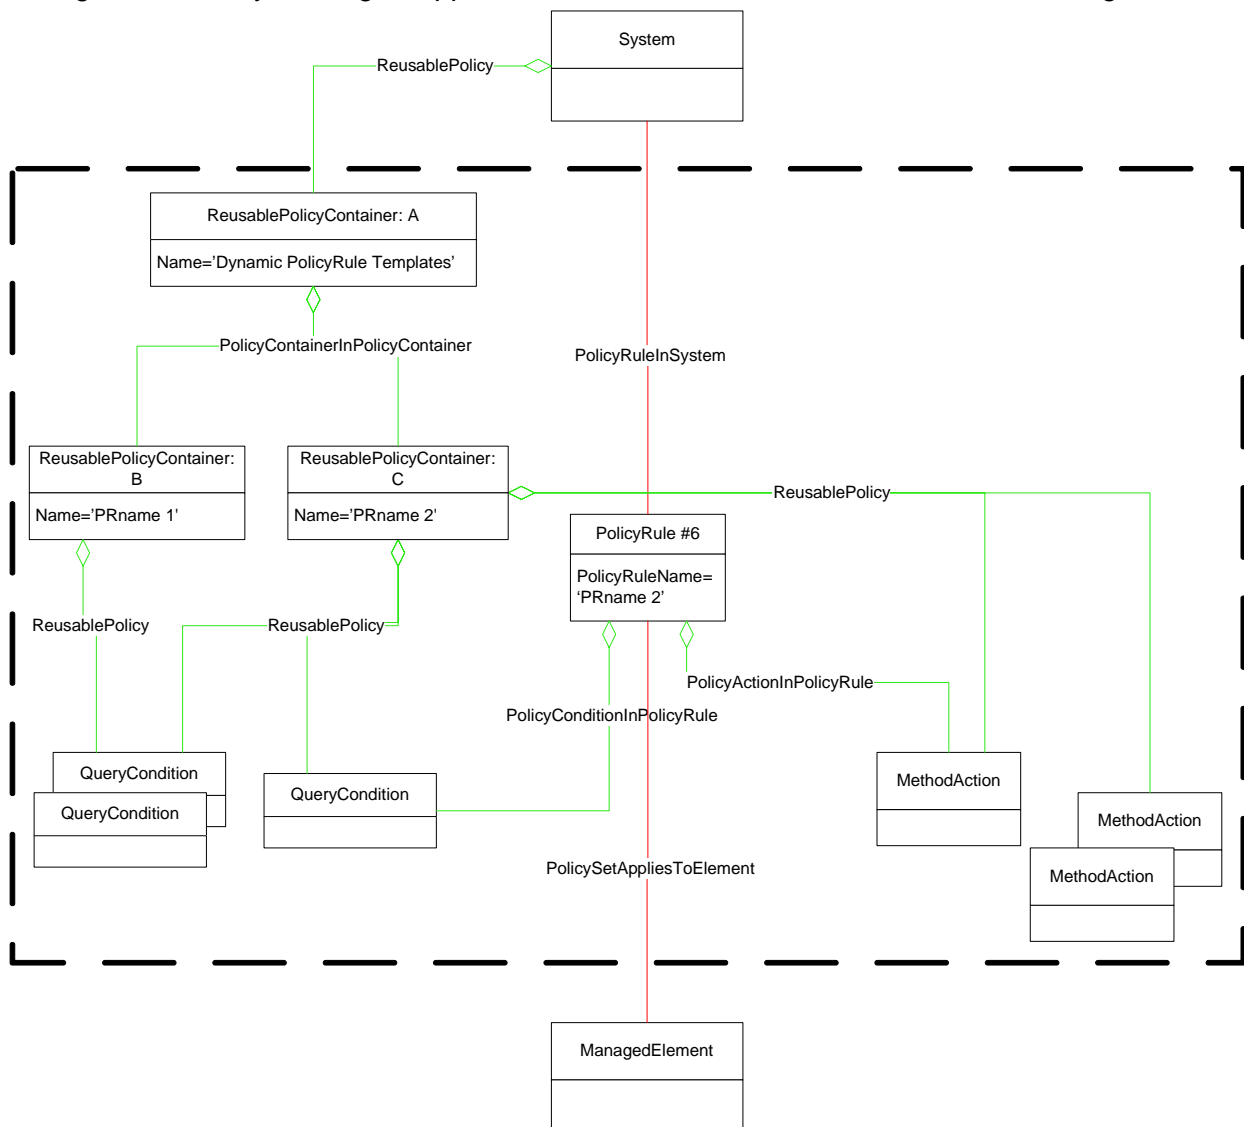 System
ReusablePolicy
ReusablePolicyContainer: A
Name='Dynamic PolicyRule Templates'
PolicyContainerInPolicyContainer
PolicyRuleInSystem
ReusablePolicyContainer:
B
Name='PRname 1'
ReusablePolicyContainer:
C
Name='PRname 2'
ReusablePolicy
PolicyRule #6
PolicyRuleName=
‘PRname 2’
ReusablePolicy
ReusablePolicy
PolicyActionInPolicyRule
PolicyConditionInPolicyRule
QueryCondition
QueryCondition
QueryCondition
MethodAction
MethodAction
MethodAction
PolicySetAppliesToElement
ManagedElement